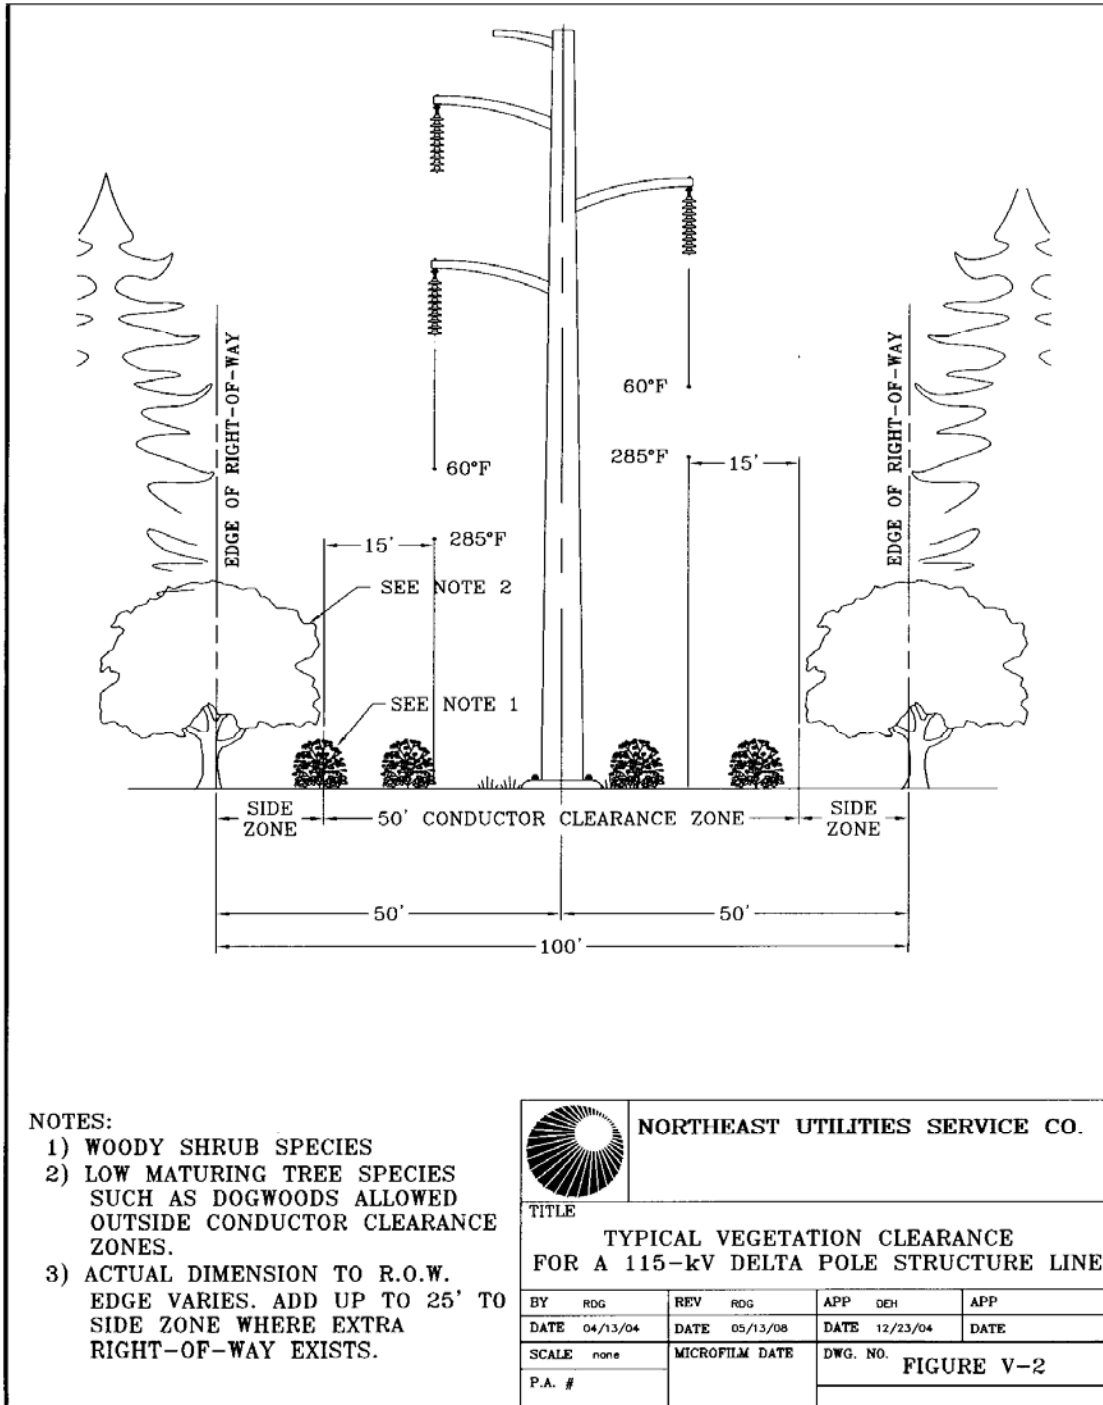 EDGE OF RIGHT-OF-WAY
EDGE OF RIGHT-OF-WAY
60°F
285°F
15'
60°F
285°F
15'
SEE NOTE 2
SEE NOTE 1
SIDE
ZONE
50' CONDUCTOR CLEARANCE ZONE
SIDE
ZONE
50'
50'
100'
NOTES:
1) WOODY SHRUB SPECIES
2) LOW MATURING TREE SPECIES
SUCH AS DOGWOODS ALLOWED
OUTSIDE CONDUCTOR CLEARANCE
ZONES.
3) ACTUAL DIMENSION TO R.O.W.
EDGE VARIES. ADD UP TO 25' TO
SIDE ZONE WHERE EXTRA
RIGHT-OF-WAY EXISTS.
NORTHEAST UTILITIES SERVICE CO.
TITLE
TYPICAL VEGETATION CLEARANCE
FOR A 115-kV DELTA POLE STRUCTURE LINE
BY RDG
REV RDG
APP DEH
APP
DATE 04/13/04
DATE 05/13/08
DATE 12/23/04
DATE
SCALE none
MICROFILM DATE
DWG. NO. FIGURE V-2
P.A. #